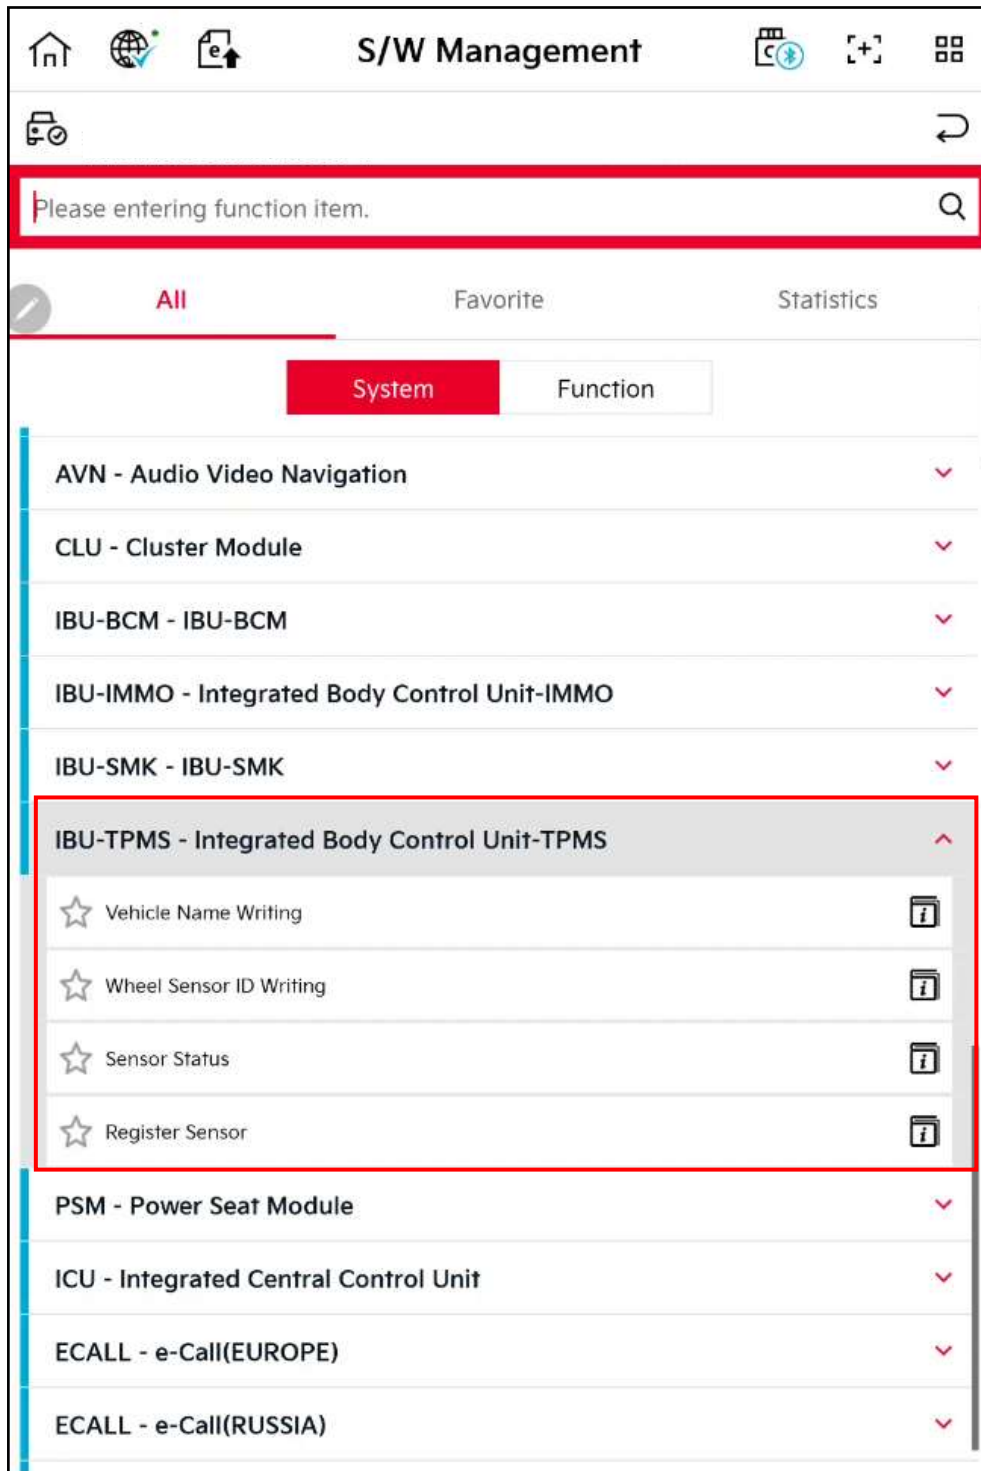 S/W Management
Please entering function item.
All Favorite Statistics
System Function
AVN - Audio Video Navigation
CLU - Cluster Module
IBU-BCM - IBU-BCM
IBU-IMMO - Integrated Body Control Unit-IMMO
IBU-SMK - IBU-SMK
IBU-TPMS - Integrated Body Control Unit-TPMS
Vehicle Name Writing
Wheel Sensor ID Writing
Sensor Status
Register Sensor
PSM - Power Seat Module
ICU - Integrated Central Control Unit
ECALL - e-Call(EUROPE)
ECALL - e-Call(RUSSIA)